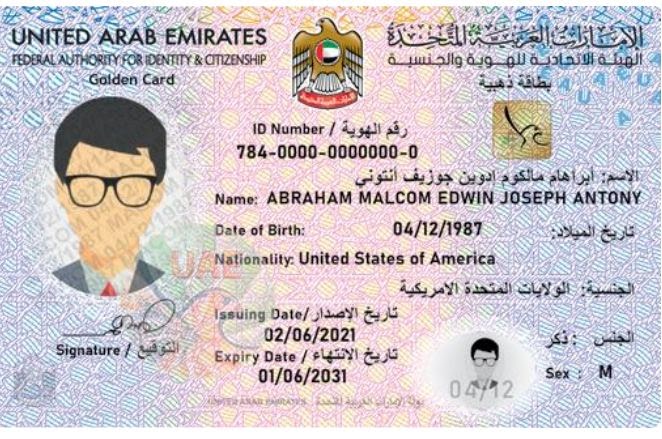 UNITED ARAB EMIRATES
الإمارات العربية المتحدة
FEDERAL AUTHORITY FOR IDENTITY & CITIZENSHIP
الهيئة الاتحادية للهوية والجنسية
Golden Card
بطاقة ذهبية
ID Number / رقم الهوية
784-0000-0000000-0
الاسم: أبراهام مالكوم ادوين جوزيف أنتوني
Name: ABRAHAM MALCOM EDWIN JOSEPH ANTONY
Date of Birth: 04/12/1987 تاريخ الميلاد:
Nationality: United States of America
الجنسية: الولايات المتحدة الامريكية
Issuing Date/ تاريخ الإصدار
02/06/2021
الجنس : ذكر
Signature / التوقيع
Expiry Date / تاريخ الانتهاء
01/06/2031
Sex : M
04/12
UAE
UNITED ARAB EMIRATES دولة الإمارات العربية المتحدة